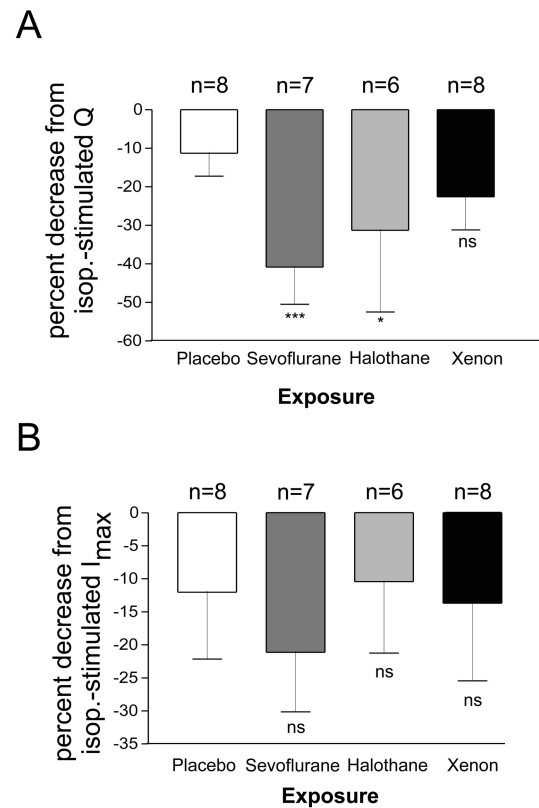 A
n=8 n=7 n=6 n=8
percent decrease from
isop.-stimulated Q
0
-10
-20
-30
-40
-50
-60
*** * ns
Placebo Sevoflurane Halothane Xenon
Exposure
B
n=8 n=7 n=6 n=8
percent decrease from
isop.-stimulated Imax
0
-5
-10
-15
-20
-25
-30
-35
ns ns ns
Placebo Sevoflurane Halothane Xenon
Exposure